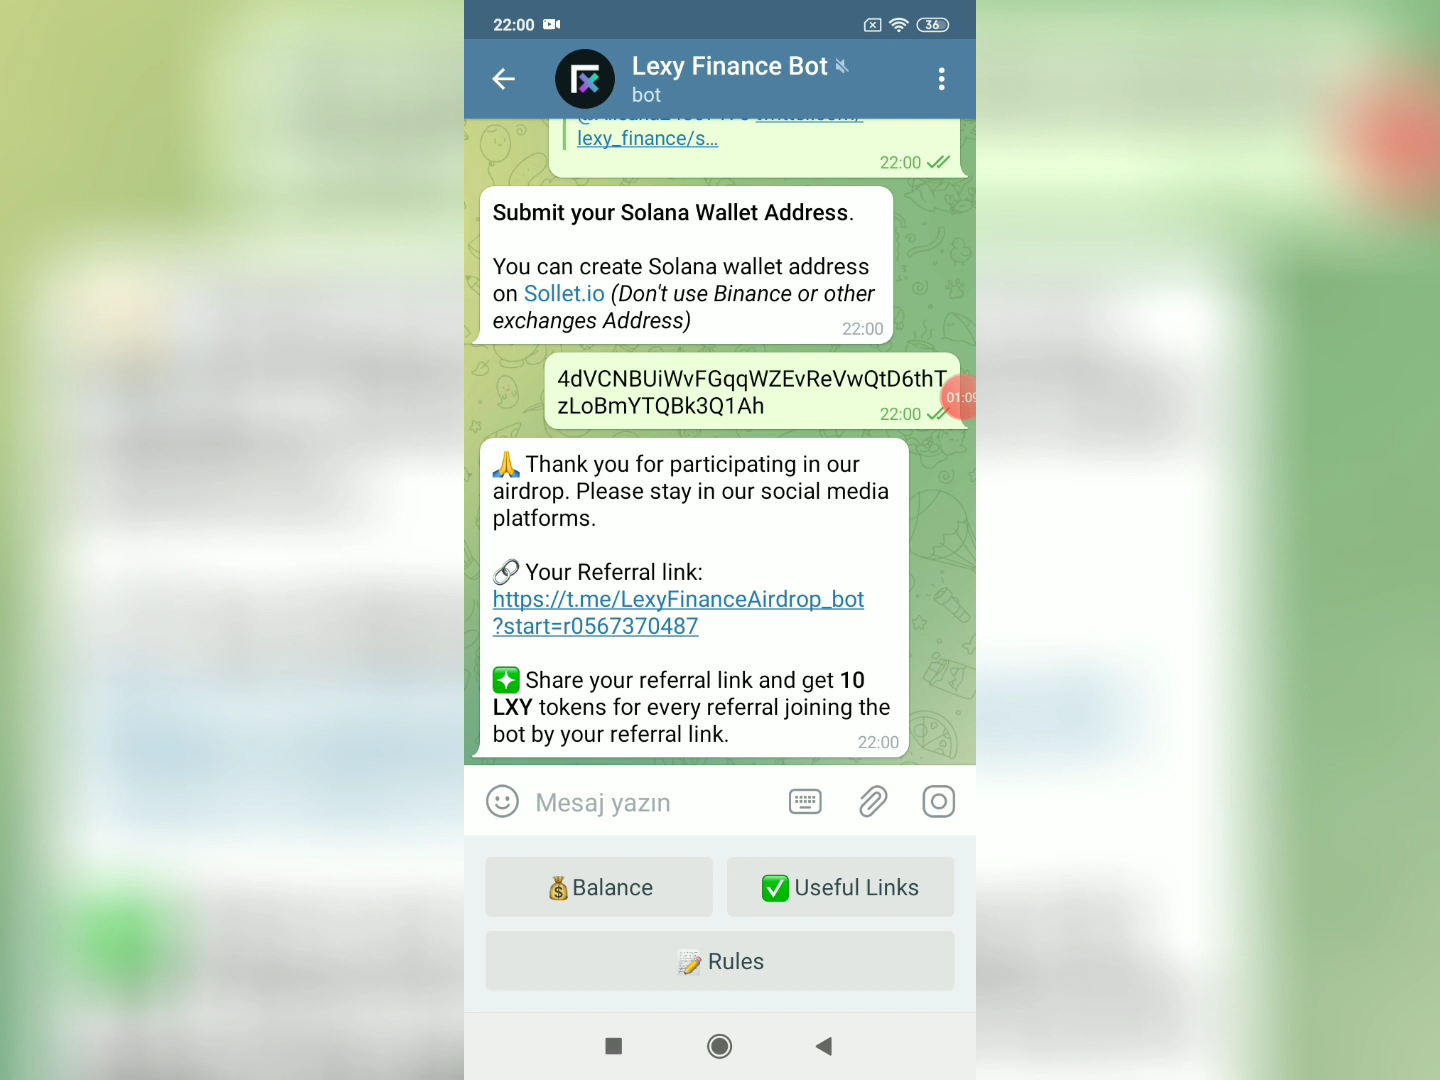 22:00
36
Lexy Finance Bot
bot
lexy_finance/s...
22:00
Submit your Solana Wallet Address.
You can create Solana wallet address
on Sollet.io (Don't use Binance or other
exchanges Address)
22:00
4dVCNBUiWvFGqqWZEvReVwQtD6thT
zLoBmYTQBk3Q1Ah
22:00
01:09
🙏 Thank you for participating in our
airdrop. Please stay in our social media
platforms.
🔗 Your Referral link:
https://t.me/LexyFinanceAirdrop_bot
?start=r0567370487
Share your referral link and get 10
LXY tokens for every referral joining the
bot by your referral link.
22:00
Mesaj yazın
💰Balance
✅ Useful Links
📝 Rules